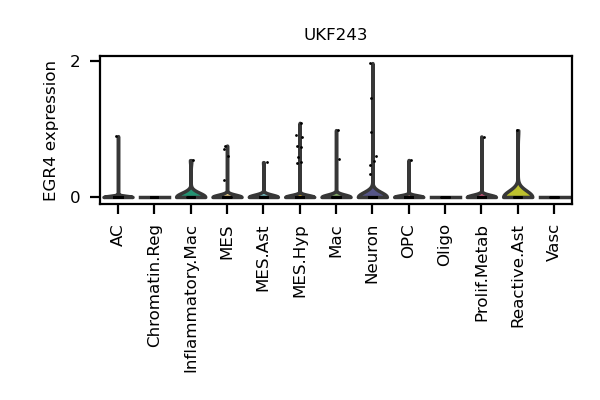 UKF243
EGR4 expression
2
0
AC
Chromatin.Reg
Inflammatory.Mac
MES
MES.Ast
MES.Hyp
Mac
Neuron
OPC
Oligo
Prolif.Metab
Reactive.Ast
Vasc